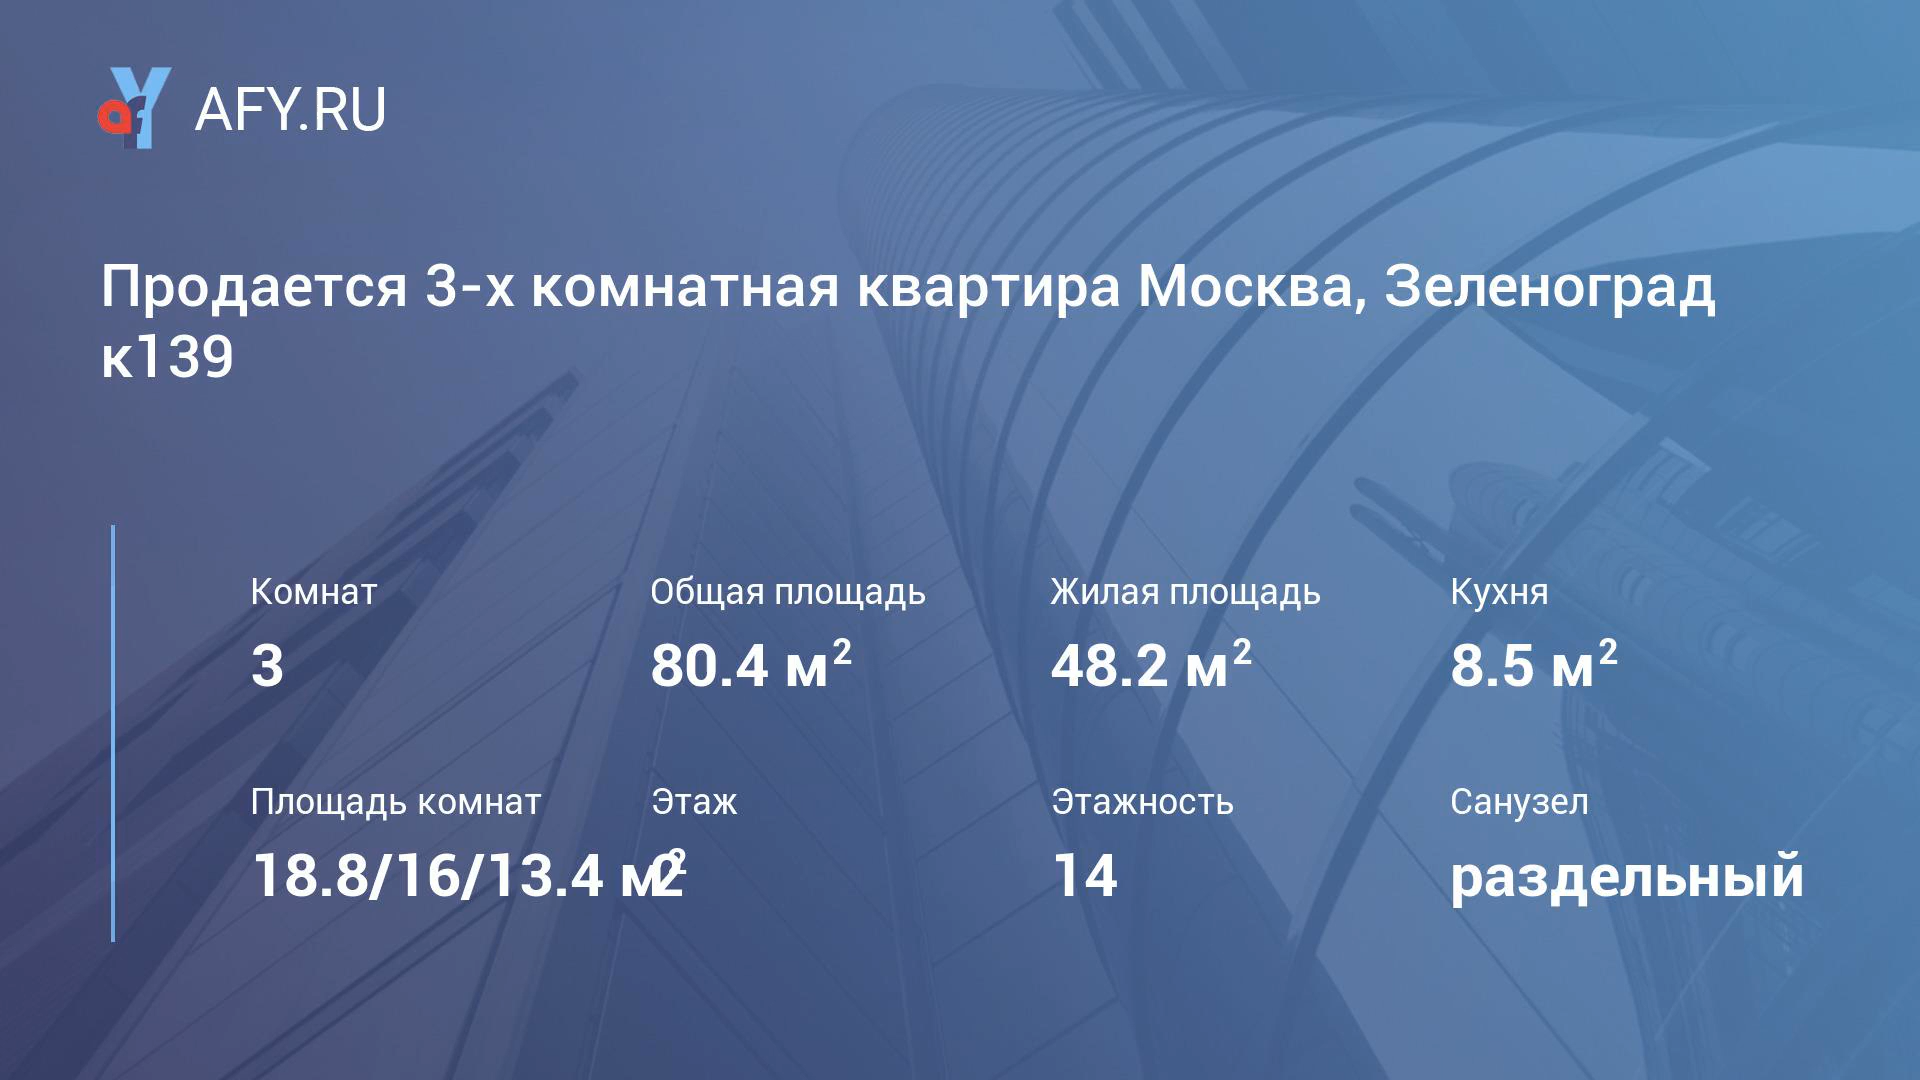 AFY.RU
Продается 3-х комнатная квартира Москва, Зеленоград
к139
Комнат
Общая площадь
Жилая площадь
Кухня
3
80.4 м²
48.2 м²
8.5 м²
Площадь комнат
Этаж
Этажность
Санузел
18.8/16/13.4 м²
2
14
раздельный